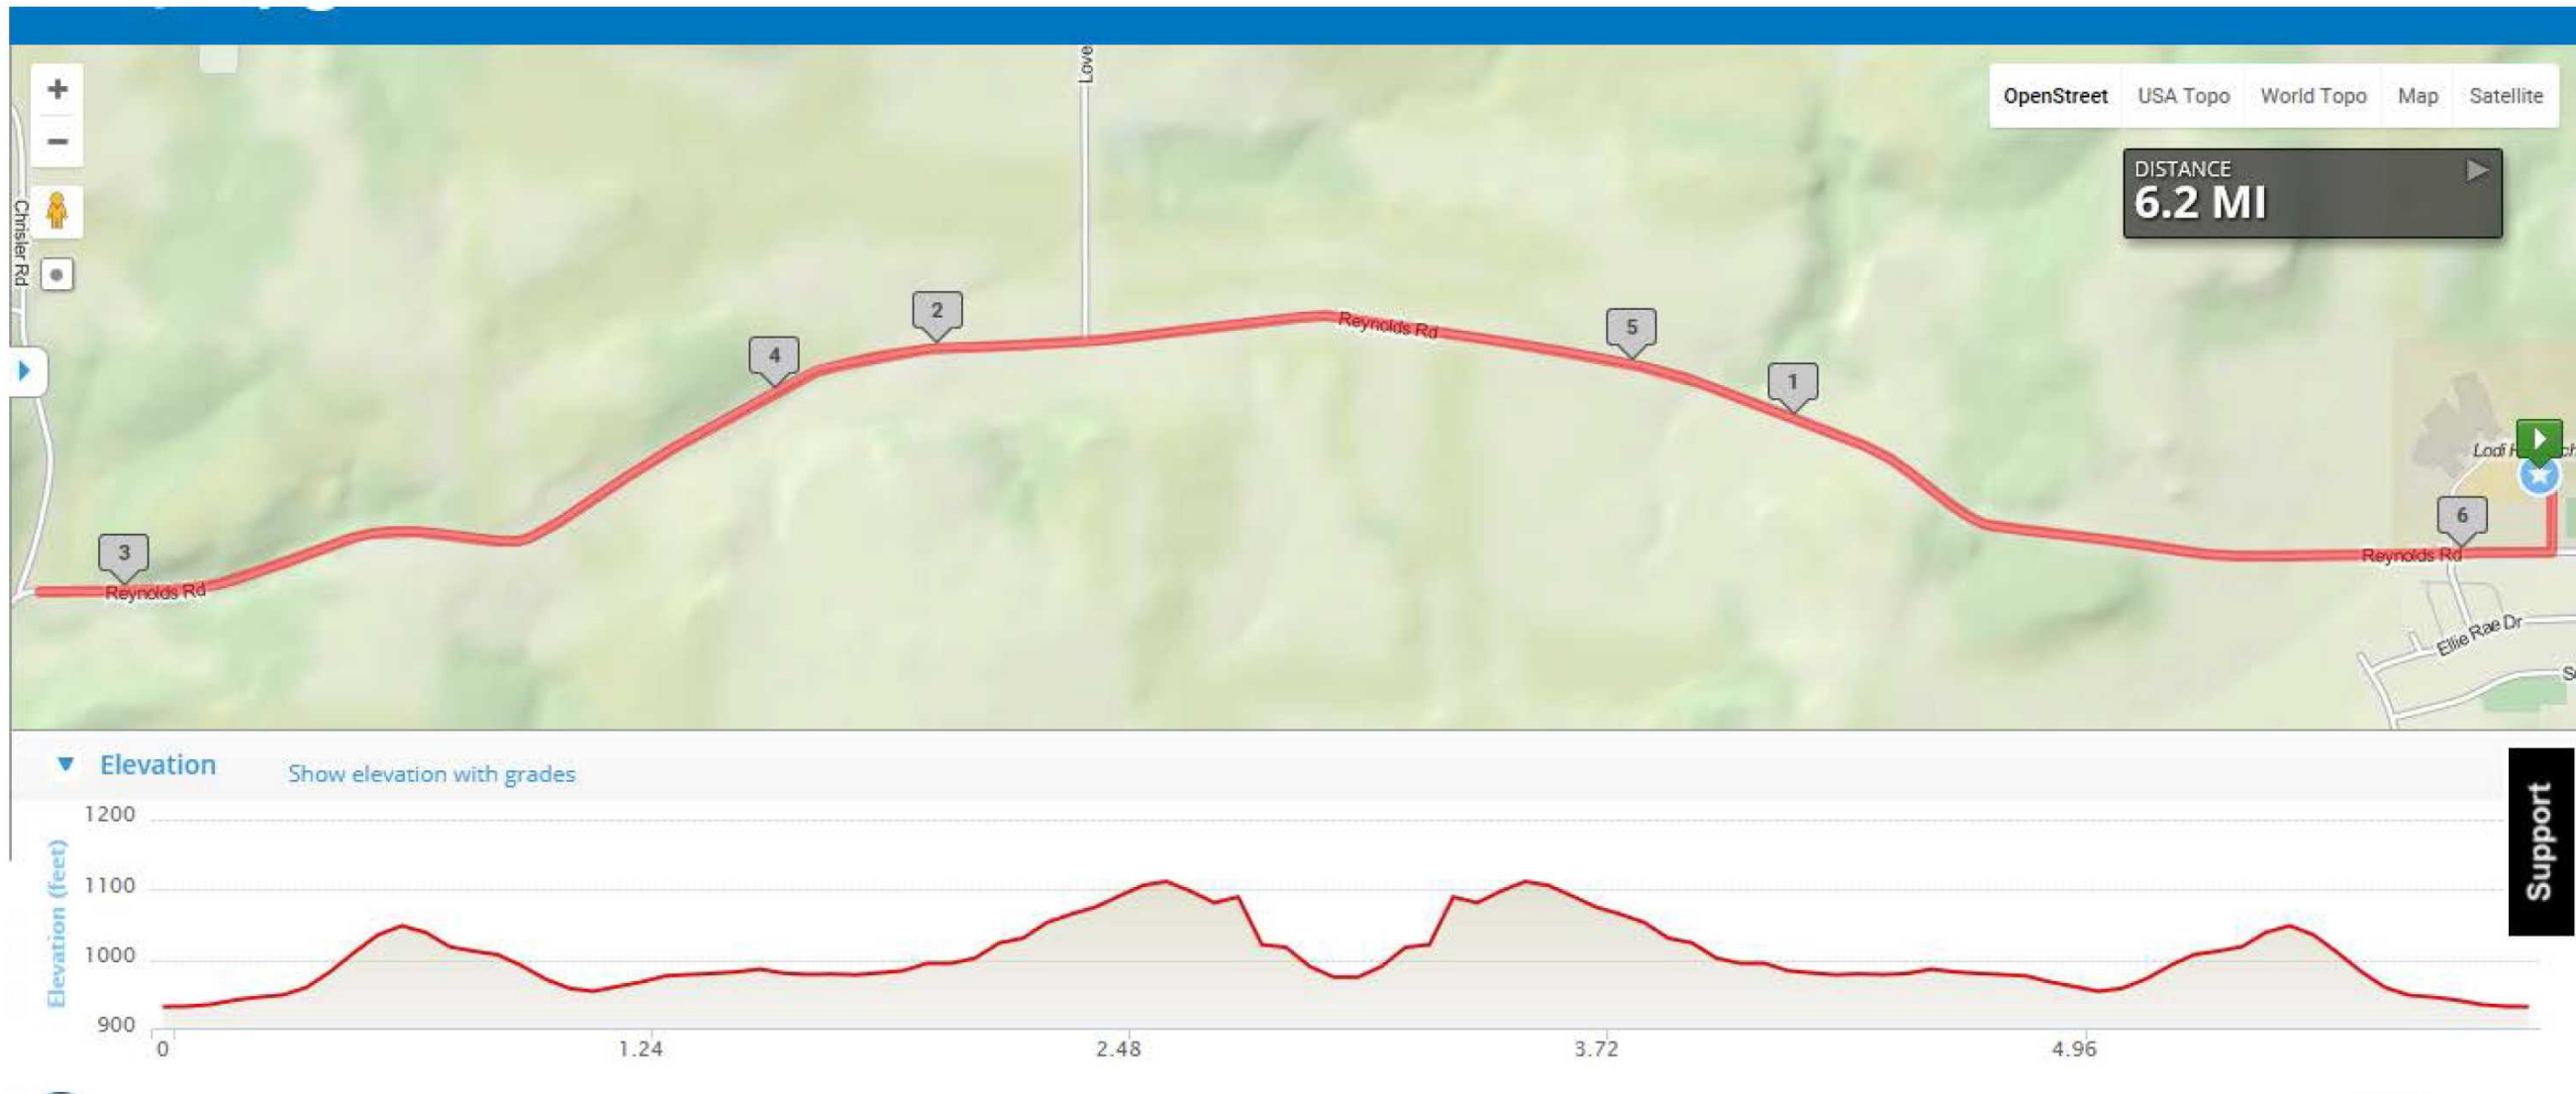 Love
+
−
OpenStreet USA Topo World Topo Map Satellite
DISTANCE
6.2 MI
Chrisler Rd
2
Reynolds Rd
5
4
1
Lodi
6
3
Reynolds Rd
Reynolds Rd
Ellie Rae Dr
Elevation
Show elevation with grades
Support
Elevation (feet)
1200
1100
1000
900
0 1.24 2.48 3.72 4.96